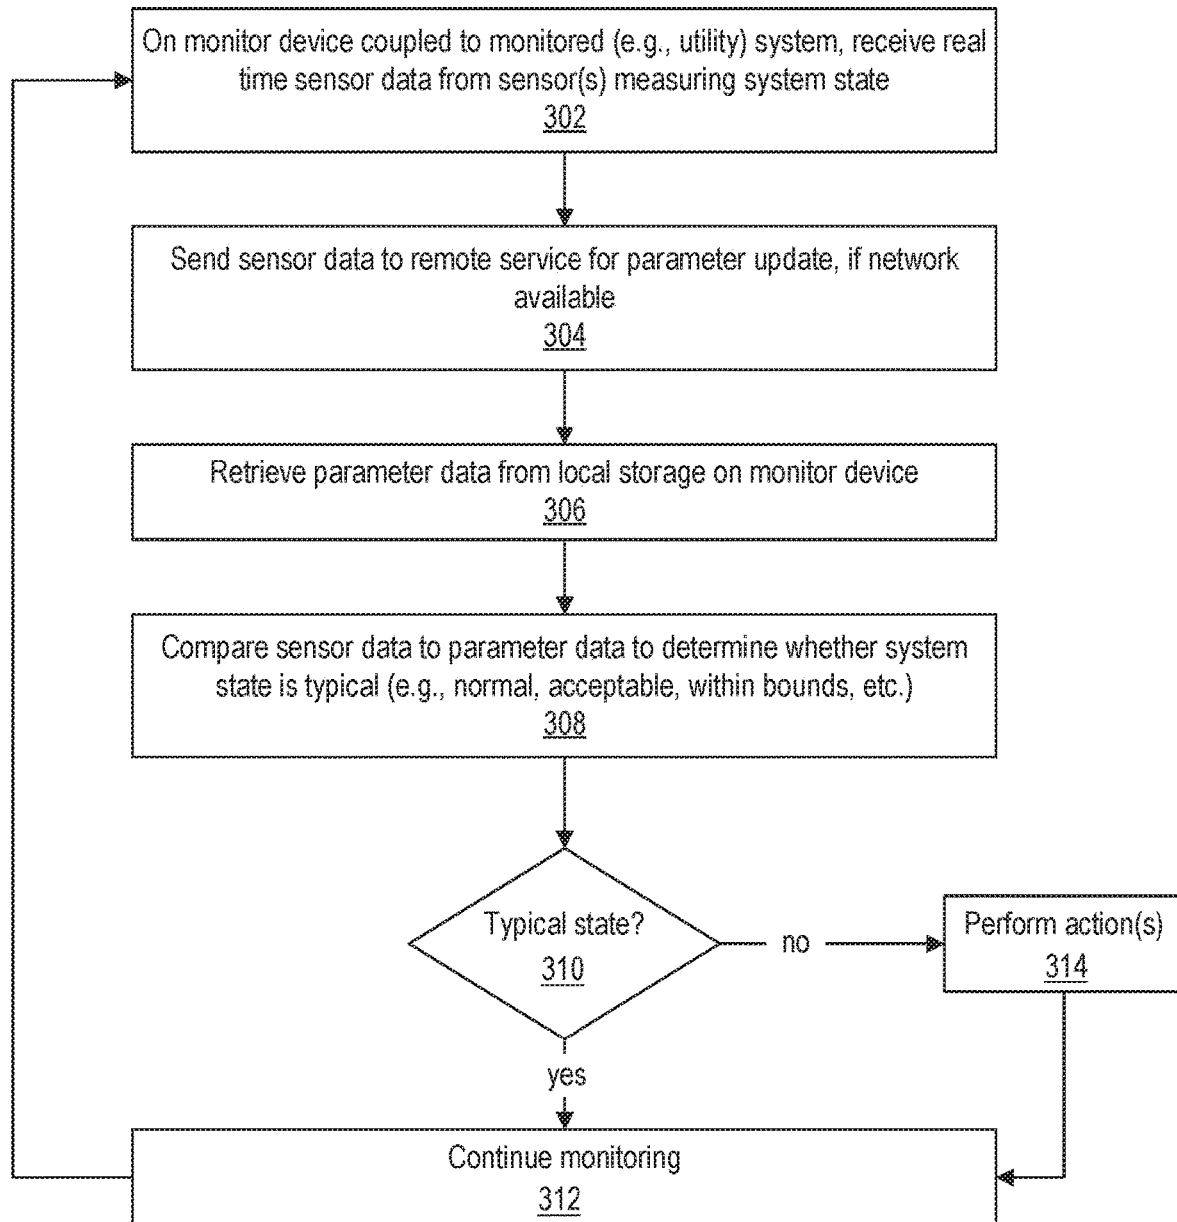 On monitor device coupled to monitored (e.g., utility) system, receive real
time sensor data from sensor(s) measuring system state
302
Send sensor data to remote service for parameter update, if network
available
304
Retrieve parameter data from local storage on monitor device
306
Compare sensor data to parameter data to determine whether system
state is typical (e.g., normal, acceptable, within bounds, etc.)
308
Typical state?
310
no
Perform action(s)
314
yes
Continue monitoring
312